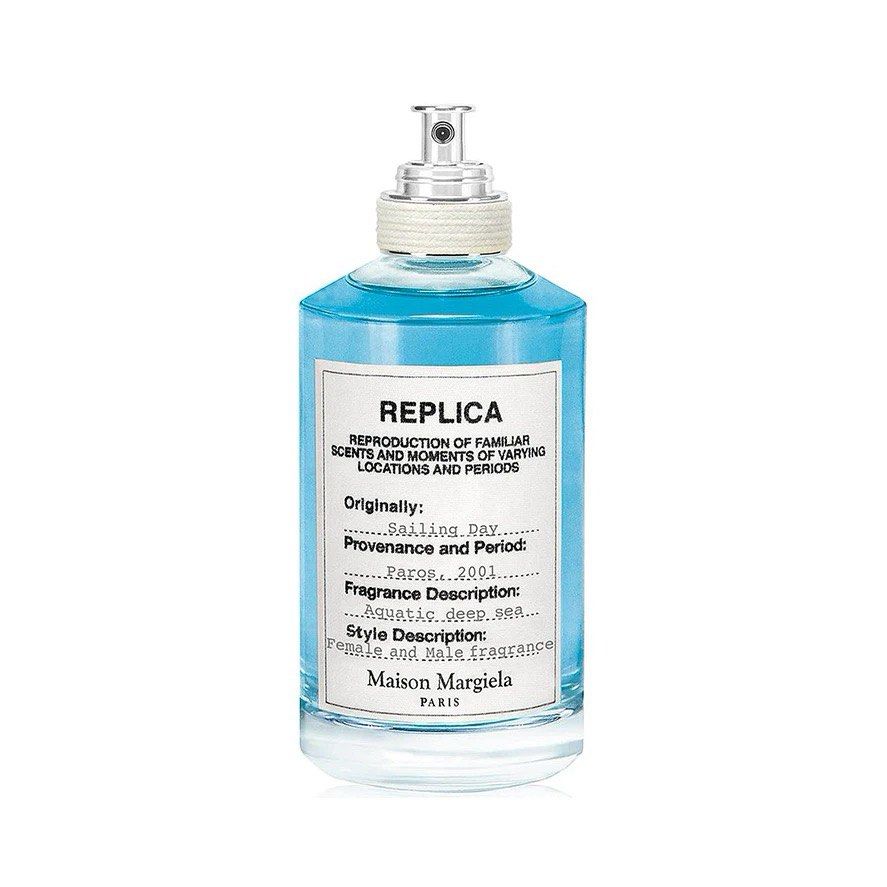 REPLICA
REPRODUCTION OF FAMILIAR
SCENTS AND MOMENTS OF VARYING
LOCATIONS AND PERIODS
Originally:
Sailing Day
Provenance and Period:
Paros, 2001
Fragrance Description:
Aquatic deep sea
Style Description:
Female and Male fragrance
Maison Margiela
PARIS